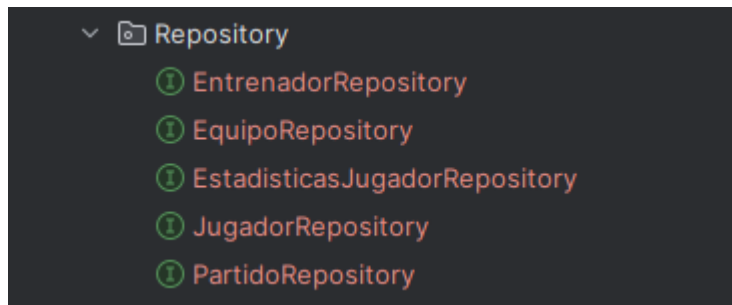 Repository
EntrenadorRepository
EquipoRepository
EstadisticasJugadorRepository
JugadorRepository
PartidoRepository